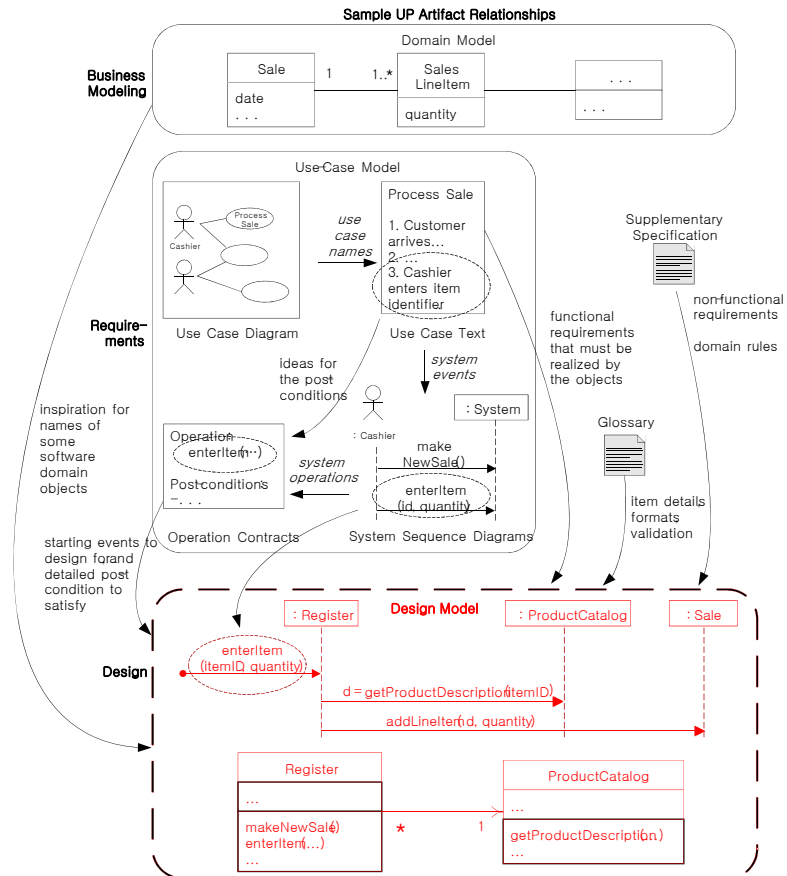 Sample UP Artifact Relationships
Domain Model
Business
Modeling
Sale
date
. . .
1
1..*
Sales
LineItem
quantity
. . .
. . .
Use-Case Model
Process
Sale
Cashier
Use Case Diagram
use
case
names
Process Sale
1. Customer
arrives...
2. ...
3. Cashier
enters item
identifier.
Use Case Text
Require-
ments
Supplementary
Specification
non-functional
requirements
domain rules
functional
requirements
that must be
realized by
the objects
ideas for
the post-
conditions
system
events
: Cashier
: System
make
NewSale()
enterItem
(id, quantity)
System Sequence Diagrams
system
operations
Operation:
enterItem(...)
Post-conditions:
- . . .
Operation Contracts
inspiration for
names of
some
software
domain
objects
Glossary
item details,
formats,
validation
starting events to
design for, and
detailed post-
condition to
satisfy
Design
Design Model
: Register
: ProductCatalog
: Sale
enterItem
(itemID, quantity)
d = getProductDescription(itemID)
addLineItem(d, quantity)
Register
...
makeNewSale()
enterItem(...)
...
*
1
ProductCatalog
...
getProductDescription(...)
...